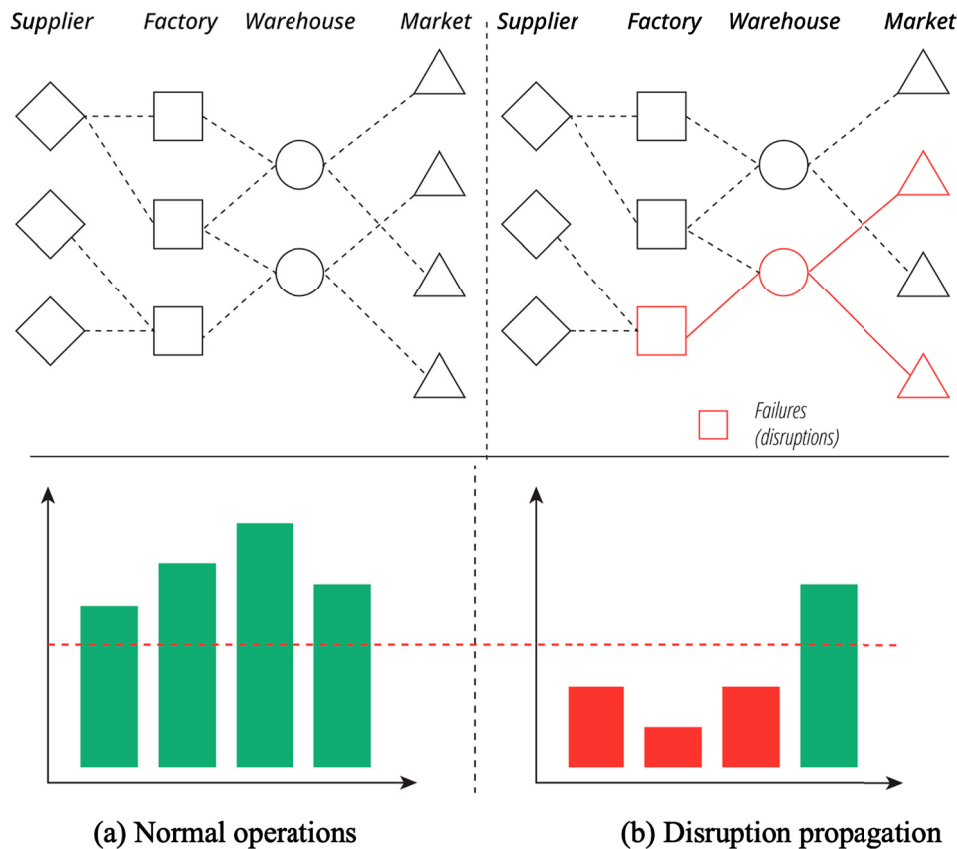 Supplier Factory Warehouse Market Supplier Factory Warehouse Market
Failures
(disruptions)
(a) Normal operations (b) Disruption propagation